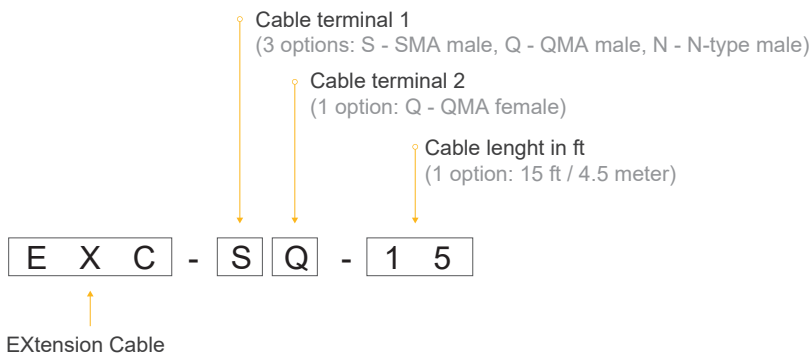 Cable terminal 1
(3 options: S - SMA male, Q - QMA male, N - N-type male)
Cable terminal 2
(1 option: Q - QMA female)
Cable lenght in ft
(1 option: 15 ft / 4.5 meter)
E X C - S Q - 1 5
EXtension Cable